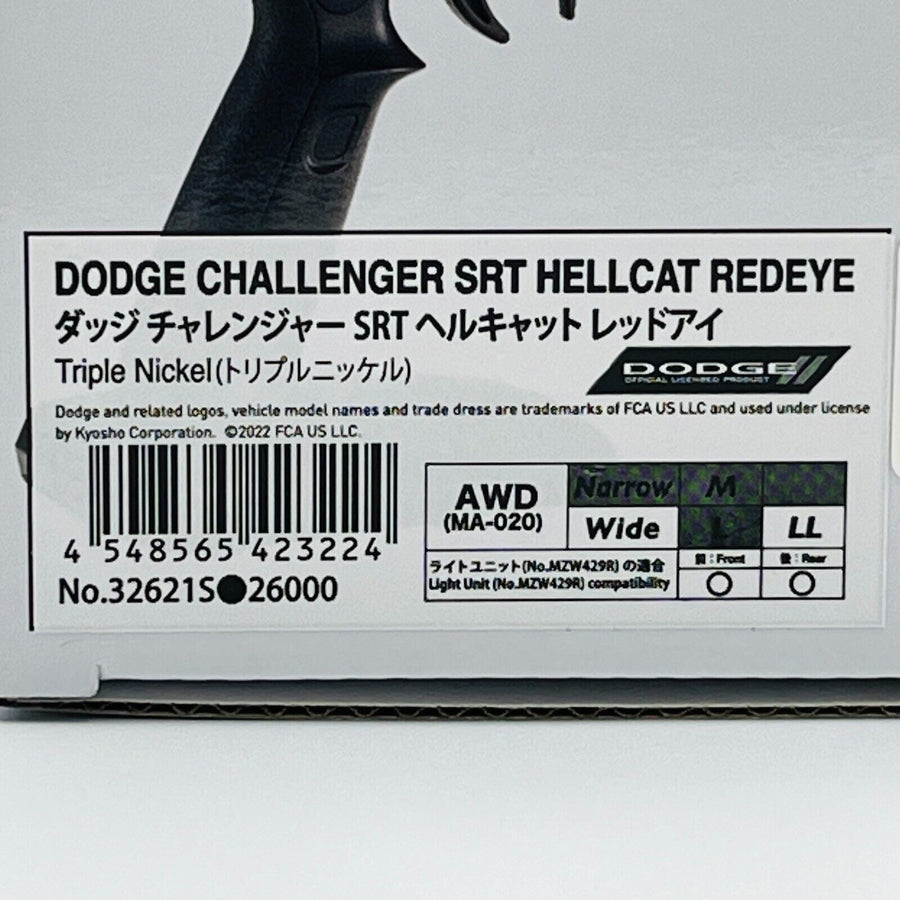 DODGE CHALLENGER SRT HELLCAT REDEYE
ダッジ チャレンジャー SRT ヘルキャット レッドアイ
Triple Nickel(トリプルニッケル)
DODGE
OFFICIAL LICENSED PRODUCT
Dodge and related logos, vehicle model names and trade dress are trademarks of FCA US LLC and used under license
by Kyosho Corporation. ©2022 FCA US LLC.
4 548565 423224
No.32621S●26000
AWD
(MA-020)
Narrow M
Wide L LL
ライトユニット(No.MZW429R) の適合
Light Unit (No.MZW429R) compatibility
前:Front 後:Rear
○ ○